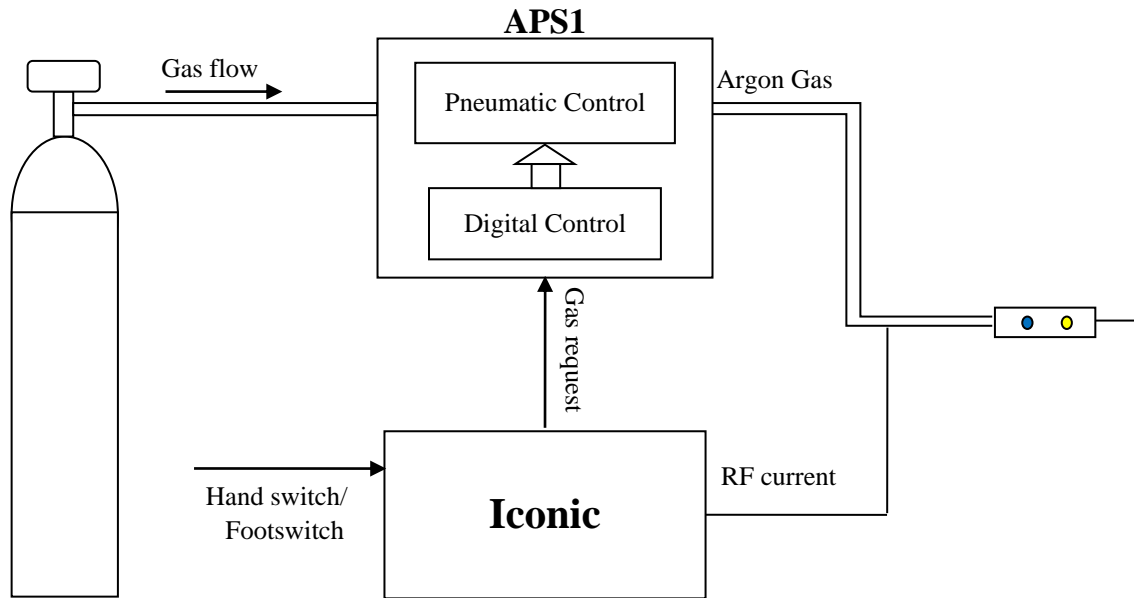 APS1
Gas flow
Pneumatic Control
Argon Gas
Digital Control
Gas request
Hand switch/
Footswitch
Iconic
RF current